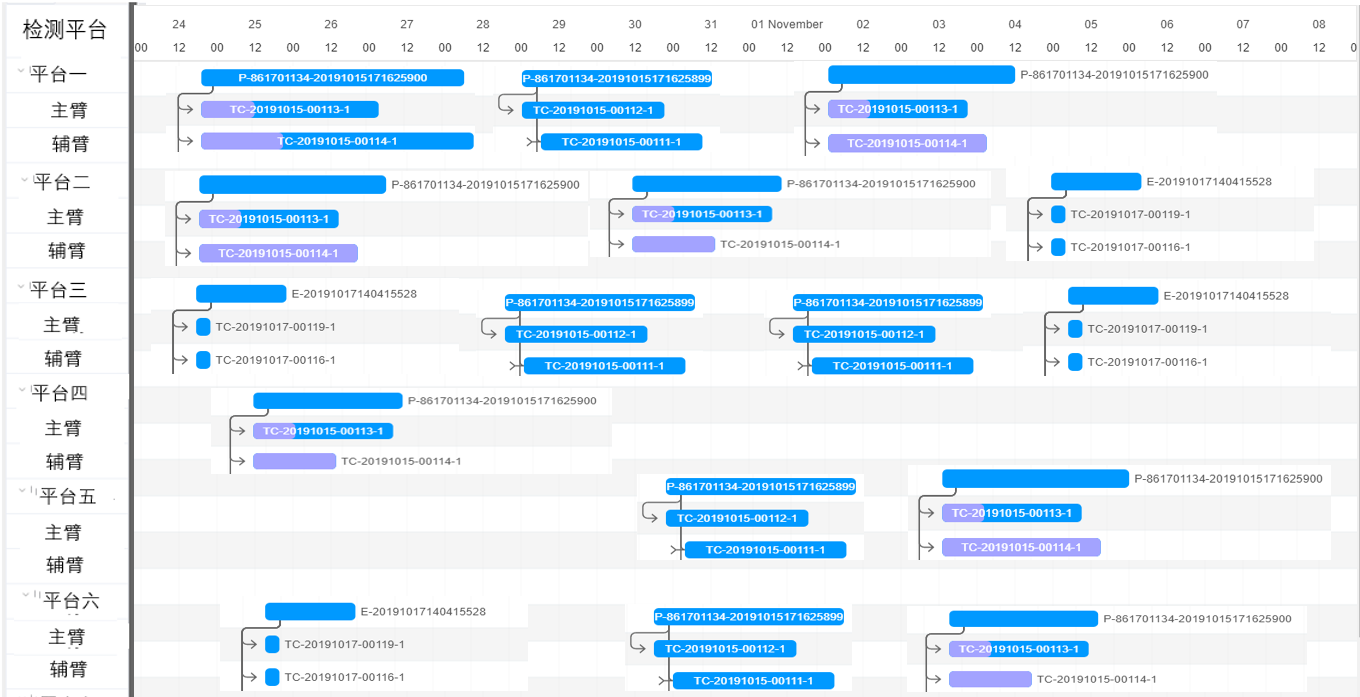 检测平台
24 25 26 27 28 29 30 31 01 November 02 03 04 05 06 07 08
00 12 00 12 00 12 00 12 00 12 00 12 00 12 00 12 00 12 00 12 00 12 00 12 00 12 00 12 00 12 00 12 0
平台一 P-861701134-20191015171625900 P-861701134-20191015171625899 P-861701134-20191015171625900
主臂 TC-20191015-00113-1 TC-20191015-00112-1 TC-20191015-00113-1
辅臂 TC-20191015-00114-1 TC-20191015-00111-1 TC-20191015-00114-1
平台二 P-861701134-20191015171625900 P-861701134-20191015171625900 E-20191017140415528
主臂 TC-20191015-00113-1 TC-20191015-00113-1 TC-20191017-00119-1
辅臂 TC-20191015-00114-1 TC-20191015-00114-1 TC-20191017-00116-1
平台三 E-20191017140415528 P-861701134-20191015171625899 P-861701134-20191015171625899 E-20191017140415528
主臂 TC-20191017-00119-1 TC-20191015-00112-1 TC-20191015-00112-1 TC-20191017-00119-1
辅臂 TC-20191017-00116-1 TC-20191015-00111-1 TC-20191015-00111-1 TC-20191017-00116-1
平台四 P-861701134-20191015171625900
主臂 TC-20191015-00113-1
辅臂 TC-20191015-00114-1
平台五 P-861701134-20191015171625899 P-861701134-20191015171625900
主臂 TC-20191015-00112-1 TC-20191015-00113-1
辅臂 TC-20191015-00111-1 TC-20191015-00114-1
平台六 E-20191017140415528 P-861701134-20191015171625899 P-861701134-20191015171625900
主臂 TC-20191017-00119-1 TC-20191015-00112-1 TC-20191015-00113-1
辅臂 TC-20191017-00116-1 TC-20191015-00111-1 TC-20191015-00114-1